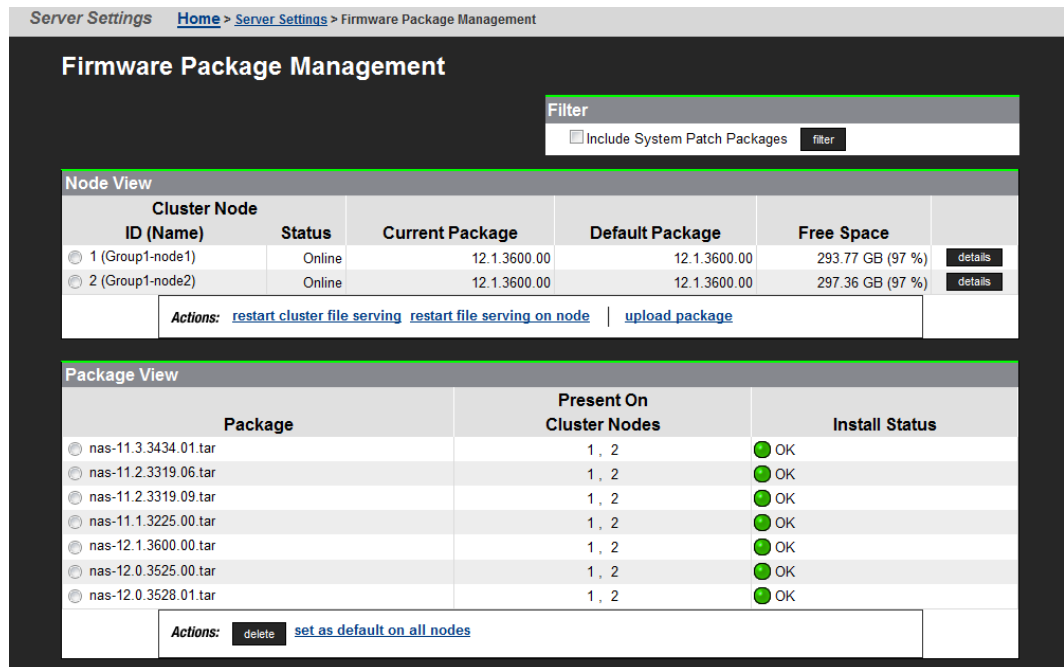 Server Settings Home > Server Settings > Firmware Package Management
Firmware Package Management
Filter
Include System Patch Packages filter
Node View
Cluster Node
ID (Name) Status Current Package Default Package Free Space
1 (Group1-node1) Online 12.1.3600.00 12.1.3600.00 293.77 GB (97 %) details
2 (Group1-node2) Online 12.1.3600.00 12.1.3600.00 297.36 GB (97 %) details
Actions: restart cluster file serving restart file serving on node | upload package
Package View
Present On
Package Cluster Nodes Install Status
nas-11.3.3434.01.tar 1 , 2 OK
nas-11.2.3319.06.tar 1 , 2 OK
nas-11.2.3319.09.tar 1 , 2 OK
nas-11.1.3225.00.tar 1 , 2 OK
nas-12.1.3600.00.tar 1 , 2 OK
nas-12.0.3525.00.tar 1 , 2 OK
nas-12.0.3528.01.tar 1 , 2 OK
Actions: delete set as default on all nodes